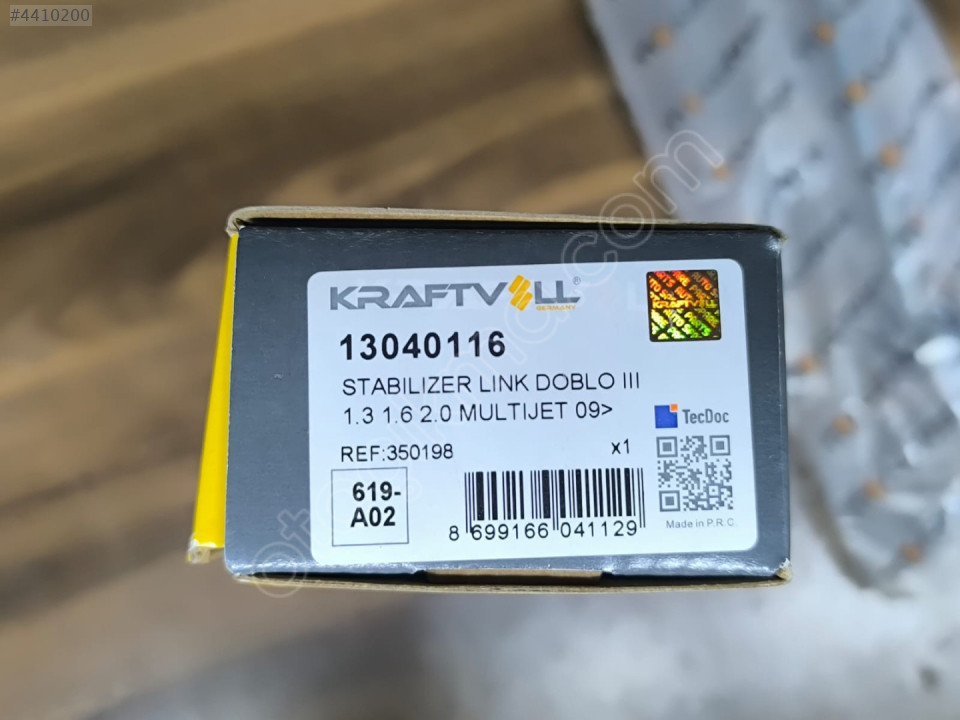 #4410200
KRAFTVOLL®
GERMANY
13040116
STABILIZER LINK DOBLO III
1.3 1.6 2.0 MULTIJET 09>
TecDoc
REF:350198
x1
619-
A02
8 699166 041129
Made in P.R.C.